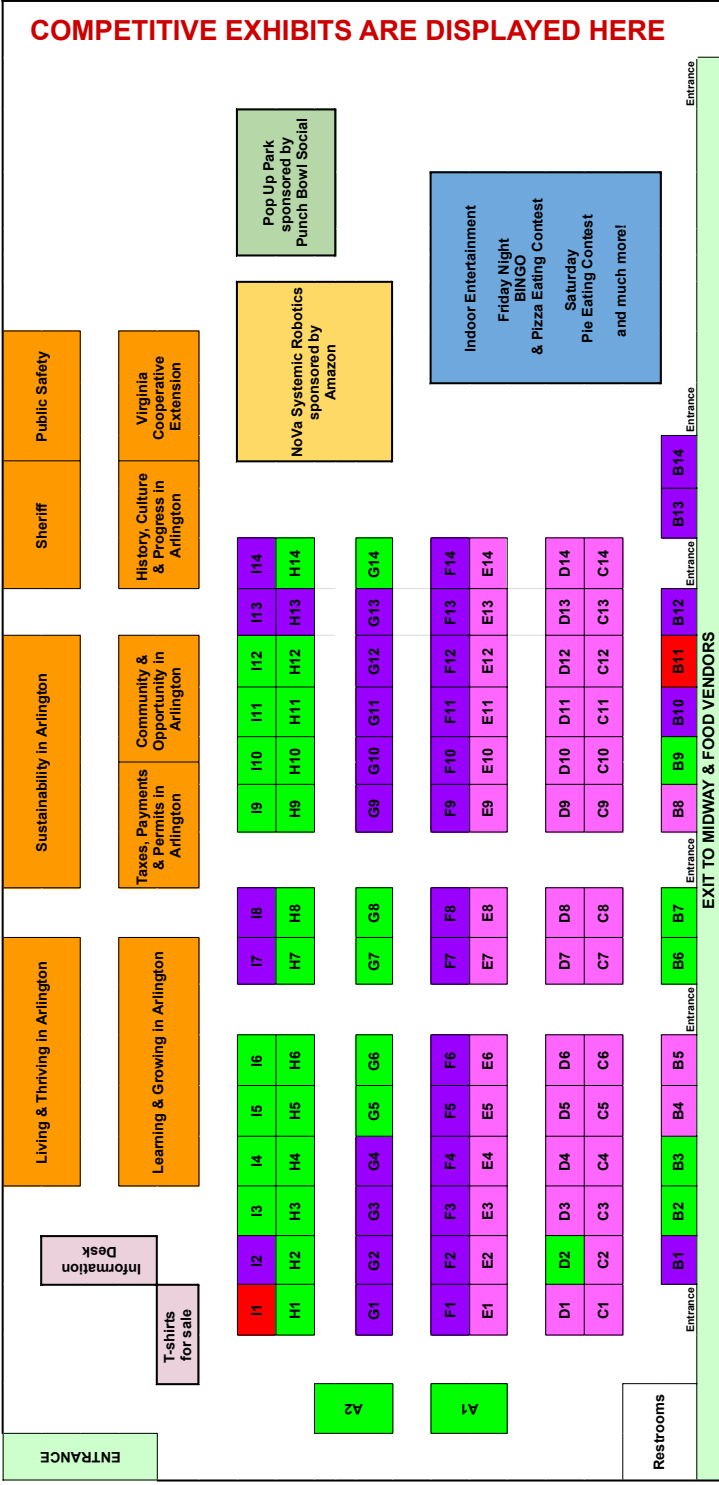 COMPETITIVE EXHIBITS ARE DISPLAYED HERE
Entrance
Pop Up Park
sponsored by
Punch Bowl Social
Indoor Entertainment
Friday Night
BINGO
& Pizza Eating Contest
Saturday
Pie Eating Contest
and much more!
NoVa Systemic Robotics
sponsored by
Amazon
Public Safety
Virginia
Cooperative
Extension
Sheriff
History, Culture
& Progress in
Arlington
Entrance
B14
B13
Entrance
I14
H14
G14
F14
E14
D14
C14
I13
H13
G13
F13
E13
D13
C13
B12
Sustainability in Arlington
Community &
Opportunity in
Arlington
Taxes, Payments
& Permits in
Arlington
I12
H12
G12
F12
E12
D12
C12
B11
I11
H11
G11
F11
E11
D11
C11
B10
I10
H10
G10
F10
E10
D10
C10
B9
I9
H9
G9
F9
E9
D9
C9
B8
EXIT TO MIDWAY & FOOD VENDORS
Entrance
I8
H8
G8
F8
E8
D8
C8
B7
I7
H7
G7
F7
E7
D7
C7
B6
Entrance
Living & Thriving in Arlington
Learning & Growing in Arlington
I6
H6
G6
F6
E6
D6
C6
B5
I5
H5
G5
F5
E5
D5
C5
B4
I4
H4
G4
F4
E4
D4
C4
B3
I3
H3
G3
F3
E3
D3
C3
B2
Information
Desk
I2
H2
G2
F2
E2
D2
C2
B1
T-shirts
for sale
I1
H1
G1
F1
E1
D1
C1
Entrance
A2
A1
ENTRANCE
Restrooms